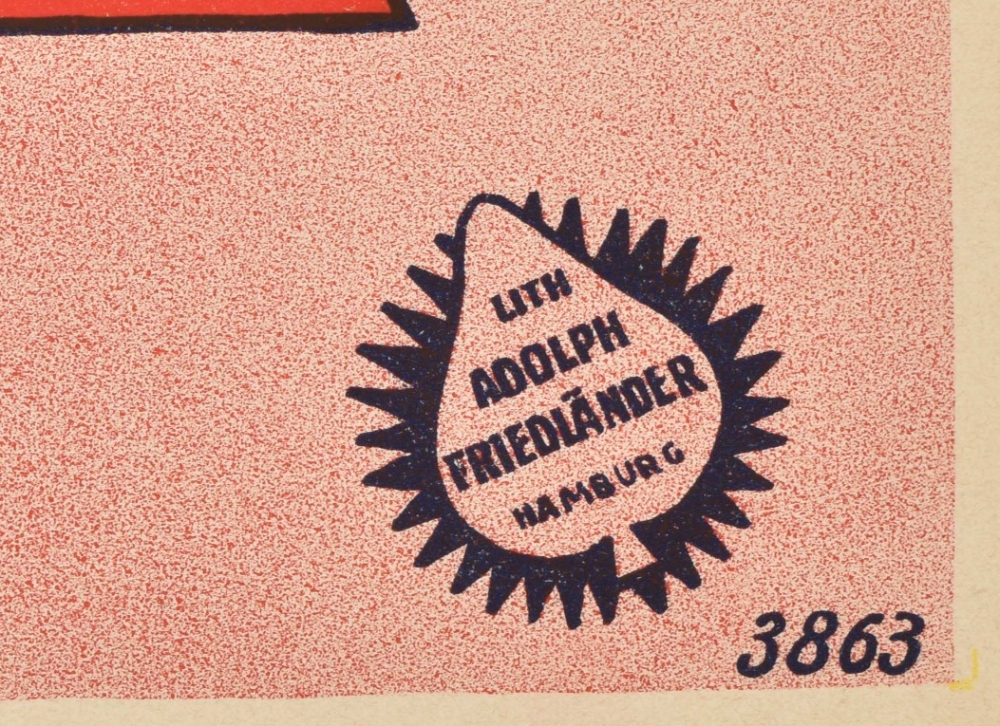 LITH
ADOLPH
FRIEDLÄNDER
HAMBURG
3863